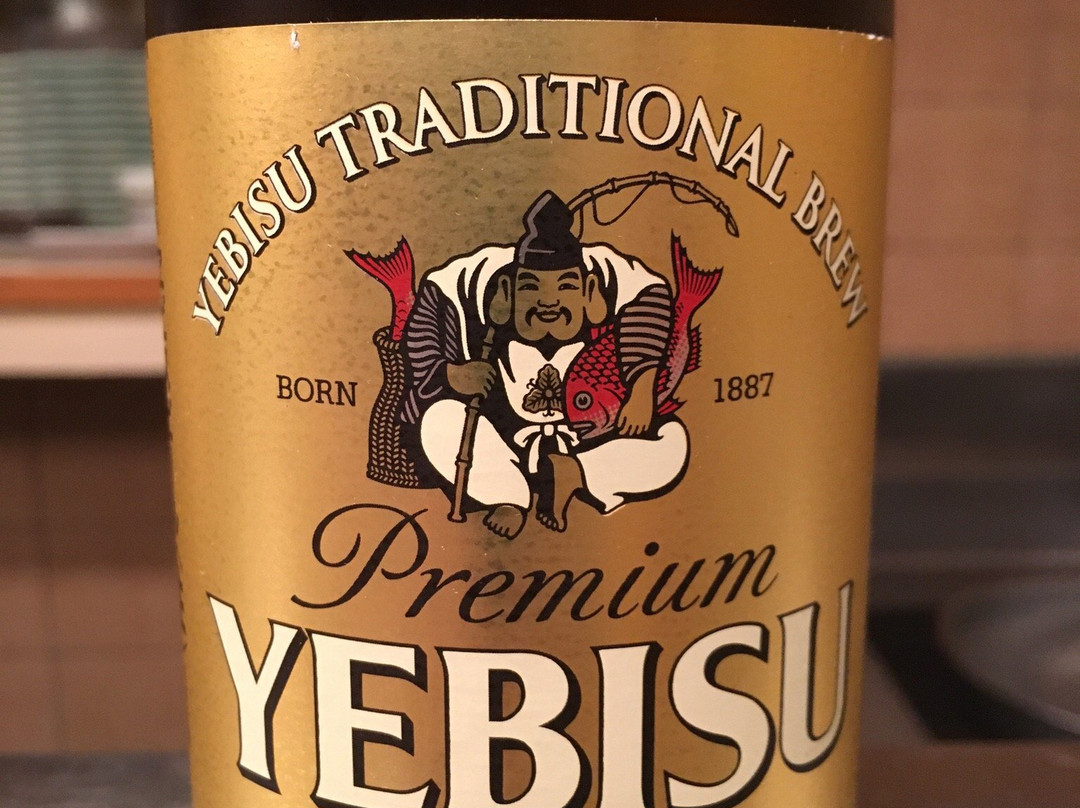 YEBISU TRADITIONAL BREW
BORN 1887
Premium
YEBISU